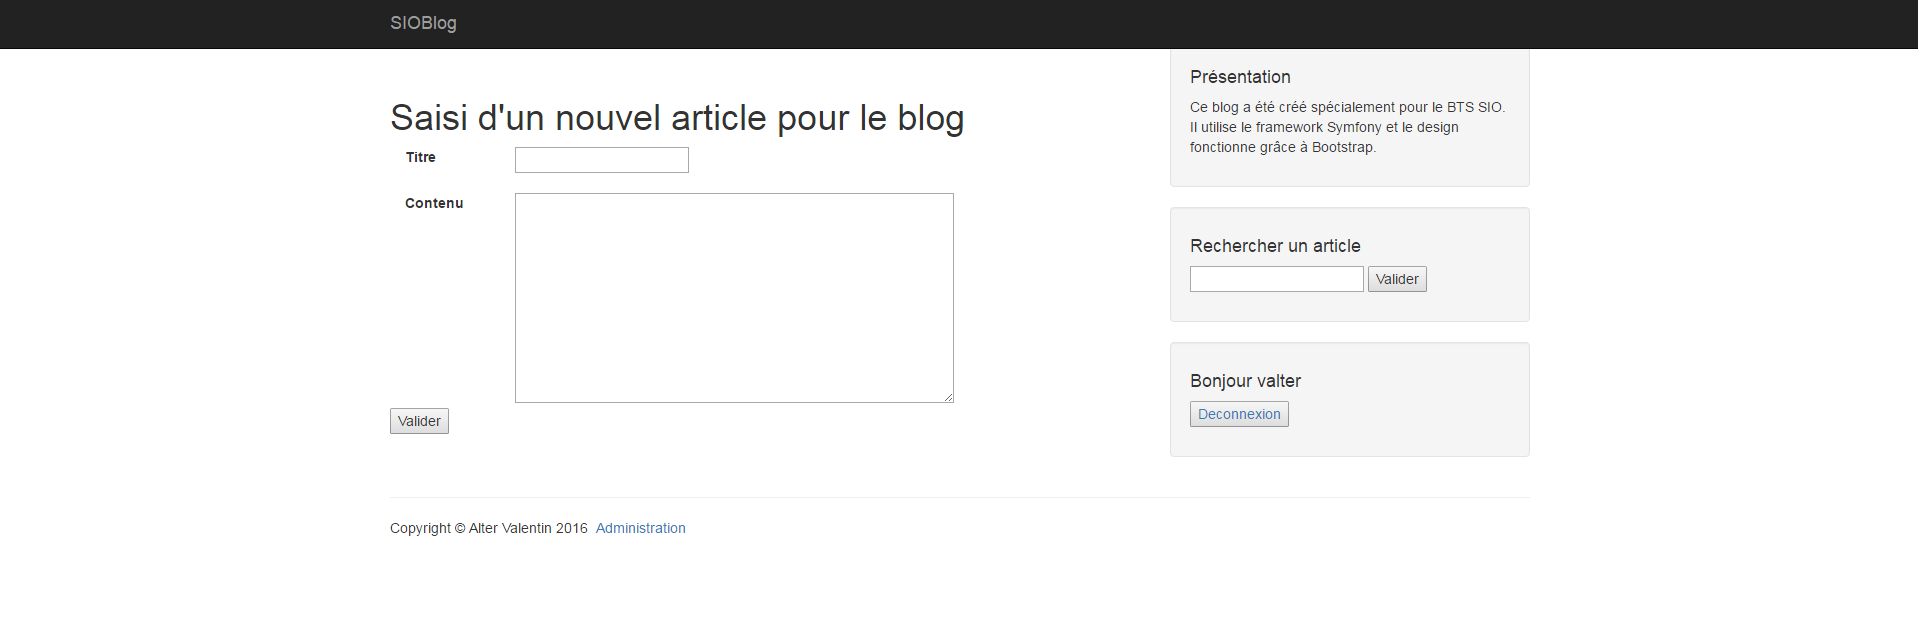 SIOBlog
Saisi d'un nouvel article pour le blog
Titre
Contenu
Valider
Présentation
Ce blog a été créé spécialement pour le BTS SIO.
Il utilise le framework Symfony et le design
fonctionne grâce à Bootstrap.
Rechercher un article
Valider
Bonjour valter
Deconnexion
Copyright © Alter Valentin 2016 Administration